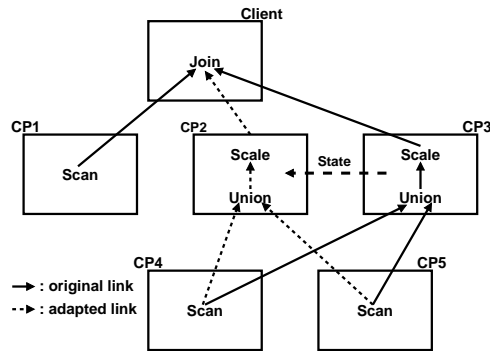 Client
Join
CP1
CP2
CP3
Scan
Scale
State
Scale
Union
Union
CP4
CP5
: original link
: adapted link
Scan
Scan